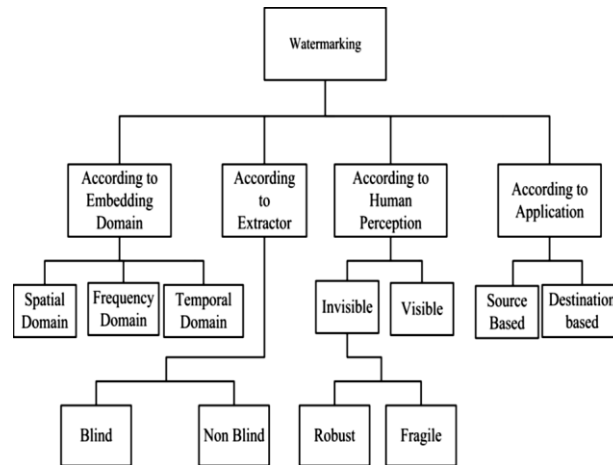 Watermarking
According to
Embedding
Domain
According
to
Extractor
According to
Human
Perception
According to
Application
Spatial
Domain
Frequency
Domain
Temporal
Domain
Invisible
Visible
Source
Based
Destination
based
Blind
Non Blind
Robust
Fragile